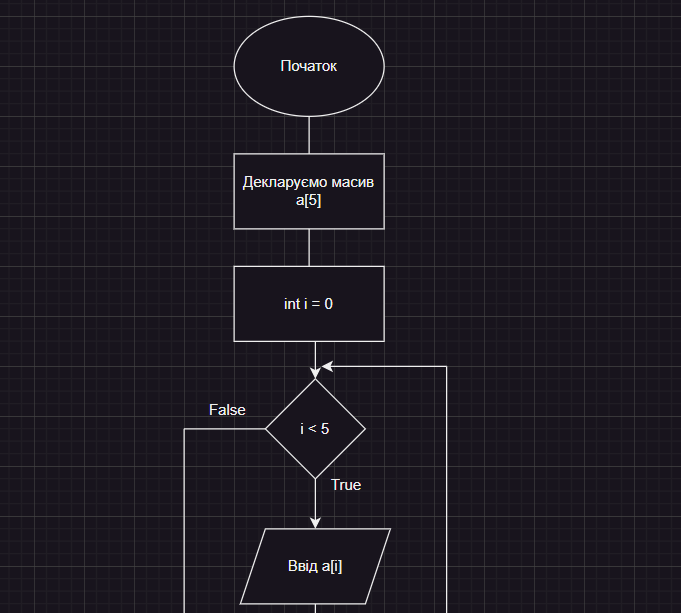 Початок
Декларуємо масив
a[5]
int i = 0
False
i < 5
True
Ввід a[i]